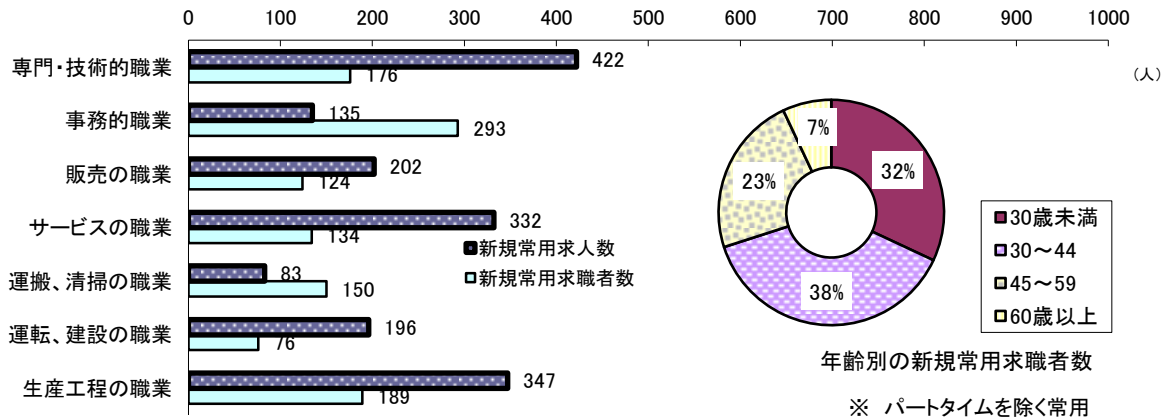 0 100 200 300 400 500 600 700 800 900 1000
(人)
専門・技術的職業 422
176
事務的職業 135
293
販売の職業 202
124
サービスの職業 332
134
運搬、清掃の職業 83
150
運転、建設の職業 196
76
生産工程の職業 347
189
新規常用求人数
新規常用求職者数
7%
32%
23%
38%
30歳未満
30～44
45～59
60歳以上
年齢別の新規常用求職者数
※ パートタイムを除く常用